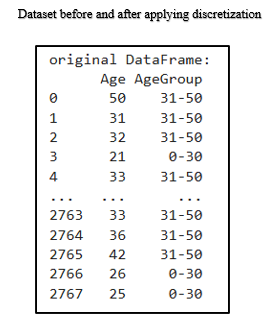 Dataset before and after applying discretization
original DataFrame:
Age AgeGroup
0 50 31-50
1 31 31-50
2 32 31-50
3 21 0-30
4 33 31-50
... ... ...
2763 33 31-50
2764 36 31-50
2765 42 31-50
2766 26 0-30
2767 25 0-30